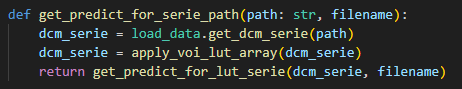 def get_predict_for_serie_path(path: str, filename):
    dcm_serie = load_data.get_dcm_serie(path)
    dcm_serie = apply_voi_lut_array(dcm_serie)
    return get_predict_for_lut_serie(dcm_serie, filename)